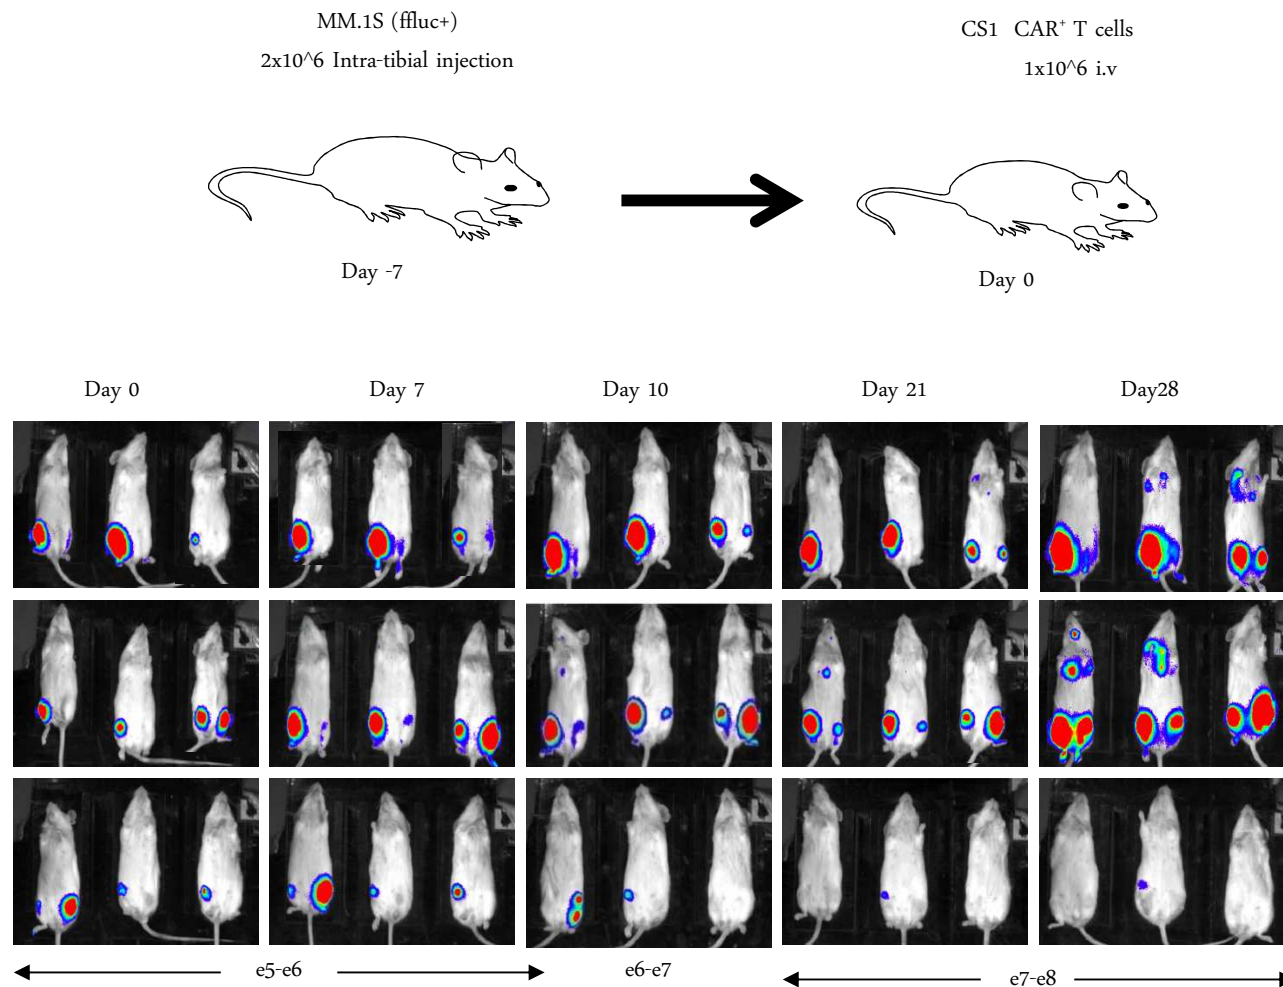 MM.1S (ffluc+)
2x10^6 Intra-tibial injection
CS1 CAR⁺ T cells
1x10^6 i.v
Day -7
Day 0
Day 0
Day 7
Day 10
Day 21
Day28
e5-e6
e6-e7
e7-e8